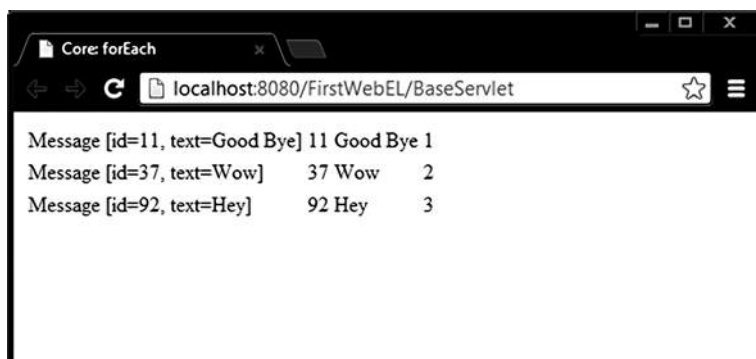 Core: forEach
localhost:8080/FirstWebEL/BaseServlet
Message [id=11, text=Good Bye] 11 Good Bye 1
Message [id=37, text=Wow] 37 Wow 2
Message [id=92, text=Hey] 92 Hey 3